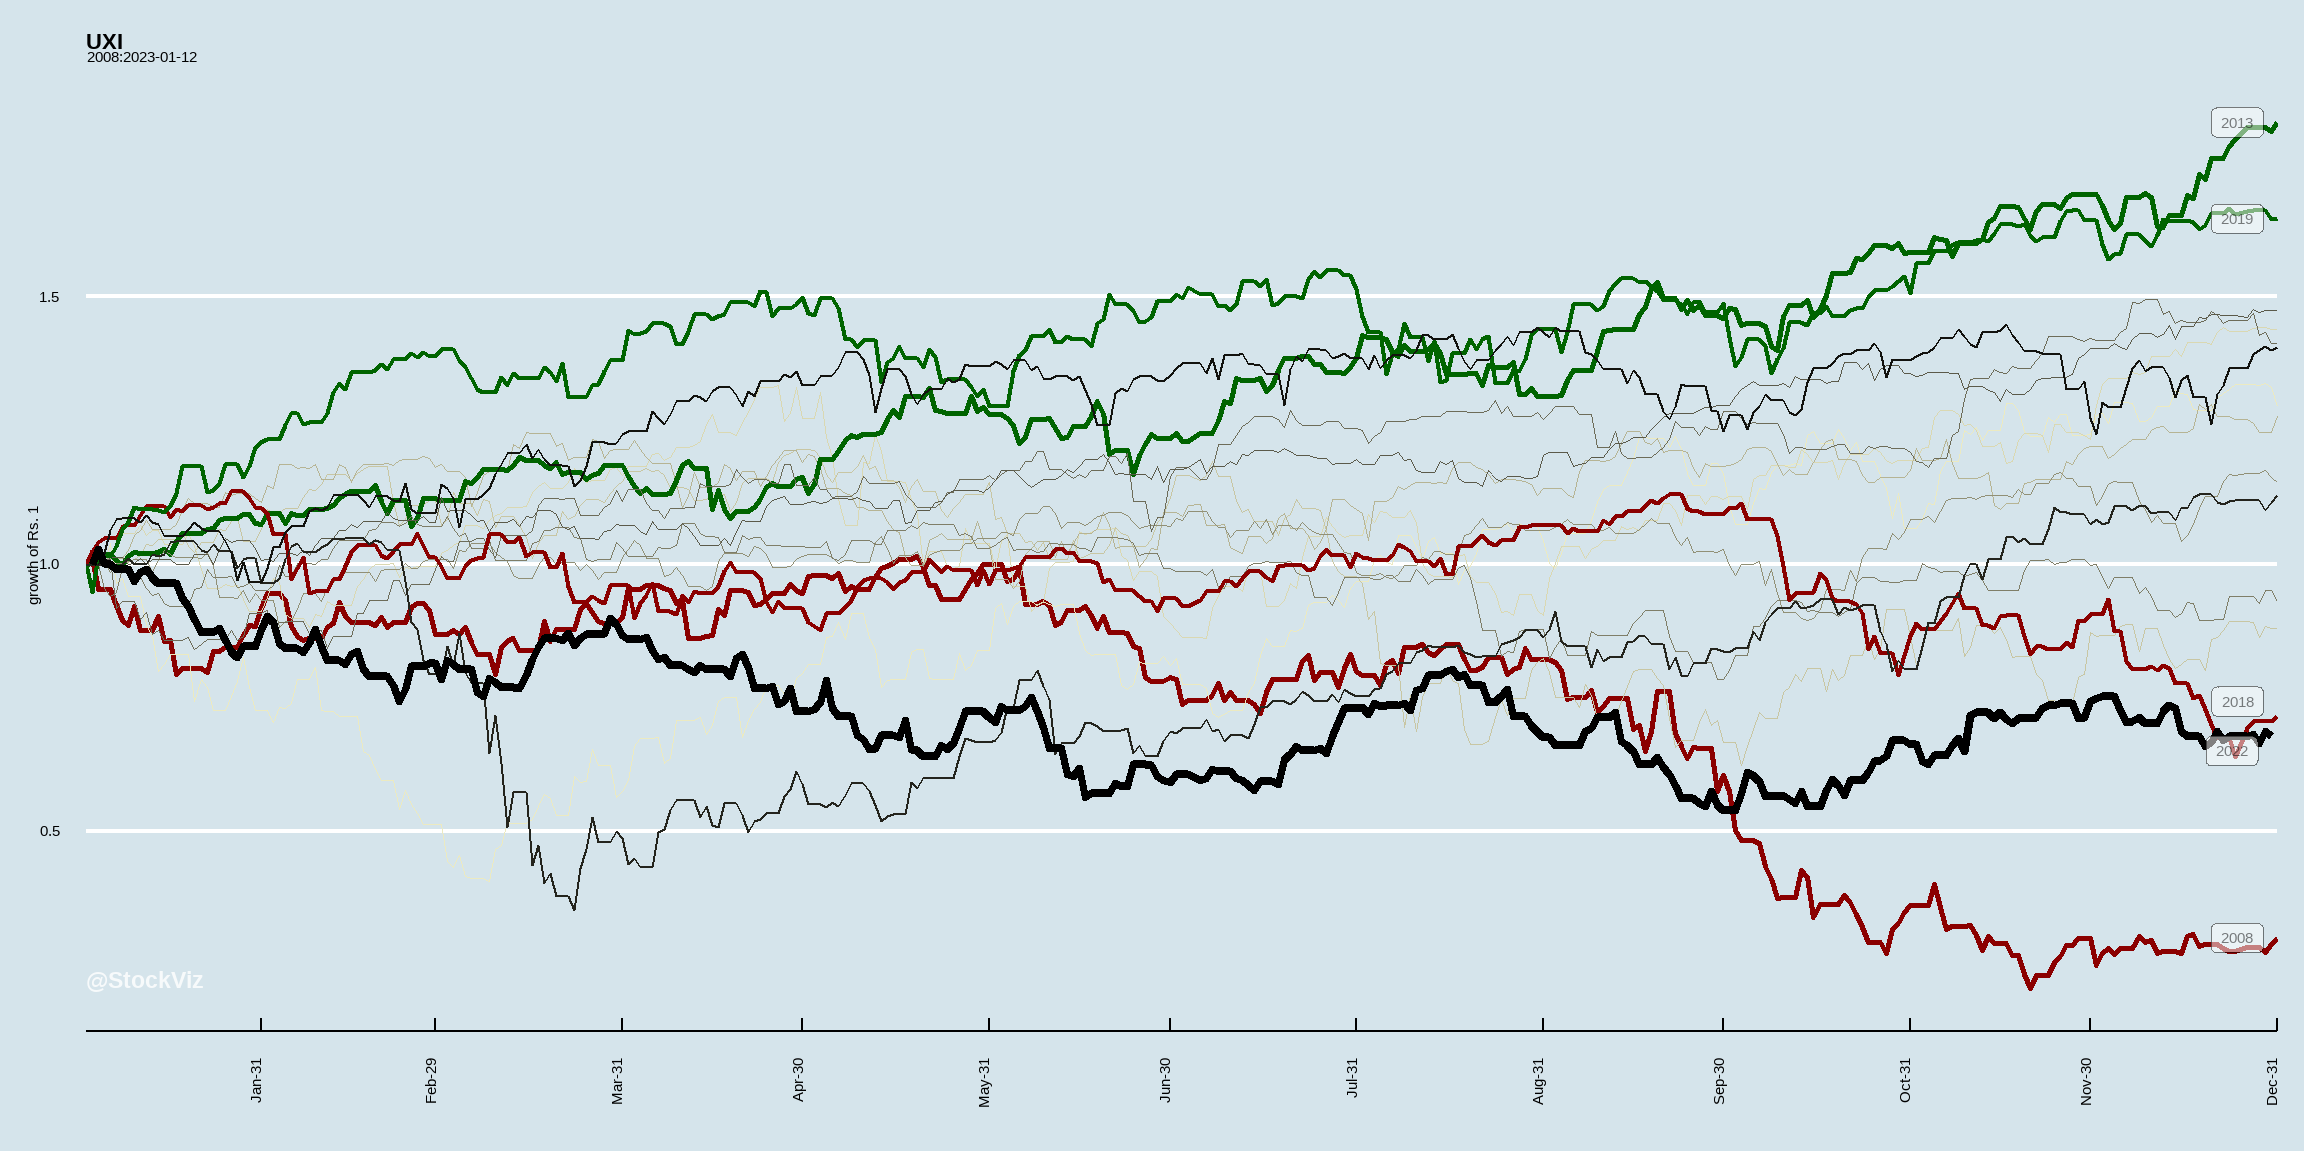 UXI
2008:2023-01-12
2013
2019
1.5
growth of Rs. 1
1.0
2018
2022
0.5
2008
@StockViz
Jan-31
Feb-29
Mar-31
Apr-30
May-31
Jun-30
Jul-31
Aug-31
Sep-30
Oct-31
Nov-30
Dec-31